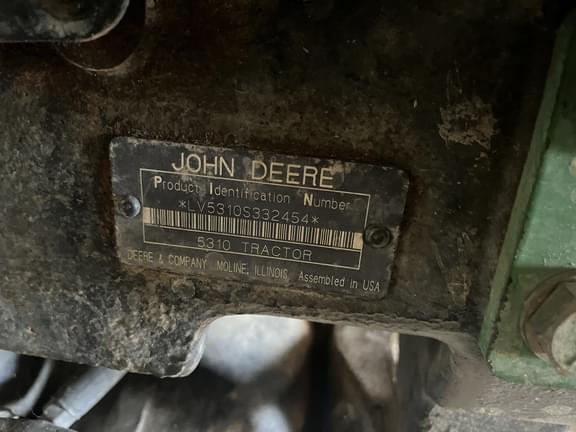 JOHN DEERE
Product Identification Number
*LV5310S332454*
5310 TRACTOR
DEERE & COMPANY MOLINE, ILLINOIS Assembled in USA